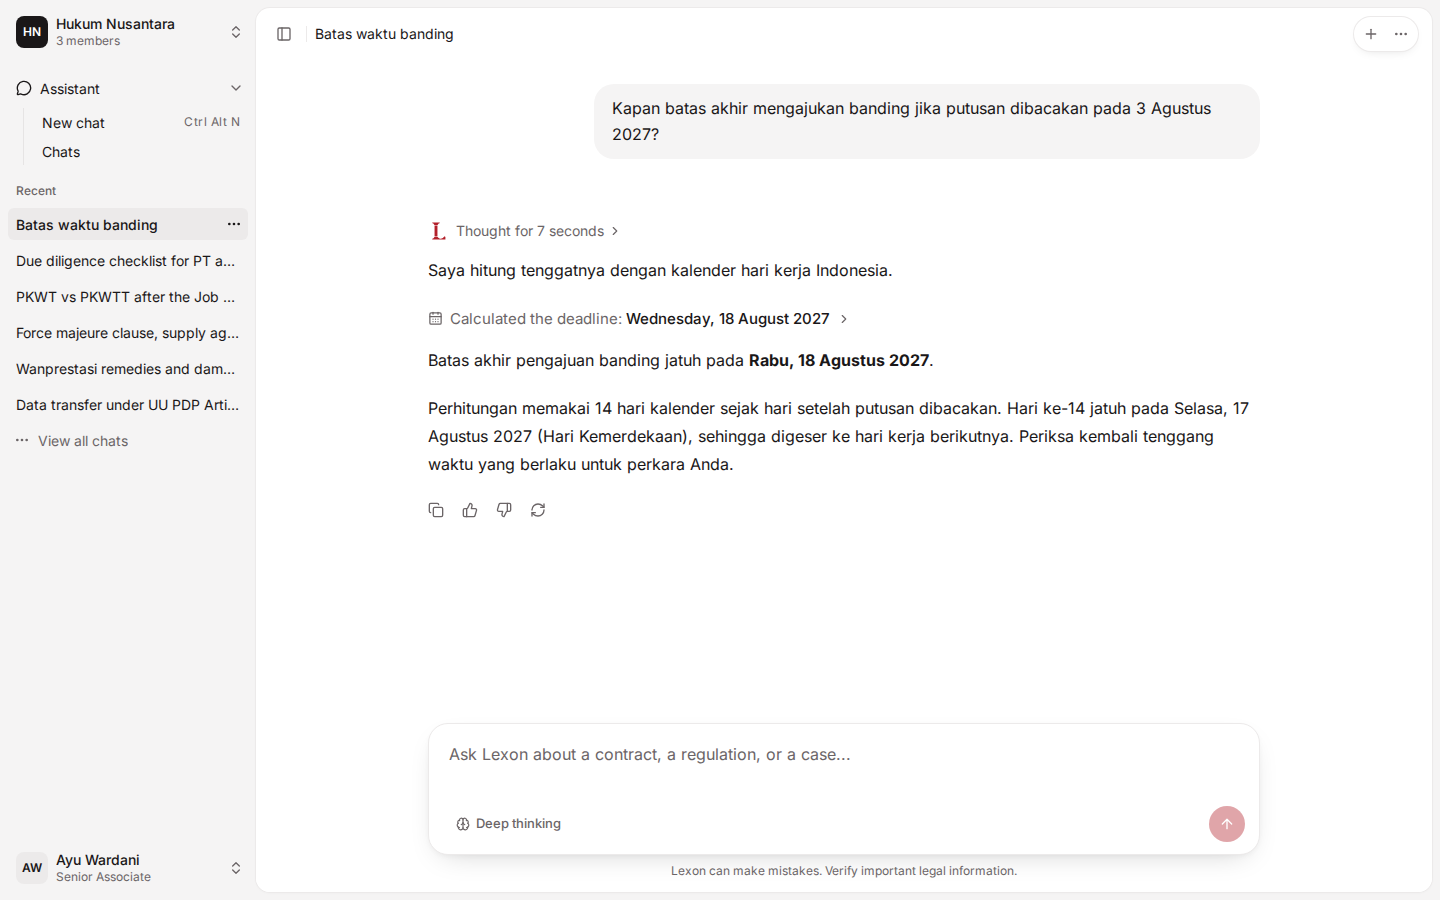 HN
Hukum Nusantara
3 members
Assistant
New chat
Ctrl Alt N
Chats
Recent
Batas waktu banding
Due diligence checklist for PT a...
PKWT vs PKWTT after the Job ...
Force majeure clause, supply ag...
Wanprestasi remedies and dam...
Data transfer under UU PDP Arti...
View all chats
AW
Ayu Wardani
Senior Associate
Batas waktu banding
Kapan batas akhir mengajukan banding jika putusan dibacakan pada 3 Agustus
2027?
L
Thought for 7 seconds
Saya hitung tenggatnya dengan kalender hari kerja Indonesia.
Calculated the deadline: Wednesday, 18 August 2027
Batas akhir pengajuan banding jatuh pada Rabu, 18 Agustus 2027.
Perhitungan memakai 14 hari kalender sejak hari setelah putusan dibacakan. Hari ke-14 jatuh pada Selasa, 17
Agustus 2027 (Hari Kemerdekaan), sehingga digeser ke hari kerja berikutnya. Periksa kembali tenggang
waktu yang berlaku untuk perkara Anda.
Ask Lexon about a contract, a regulation, or a case...
Deep thinking
Lexon can make mistakes. Verify important legal information.